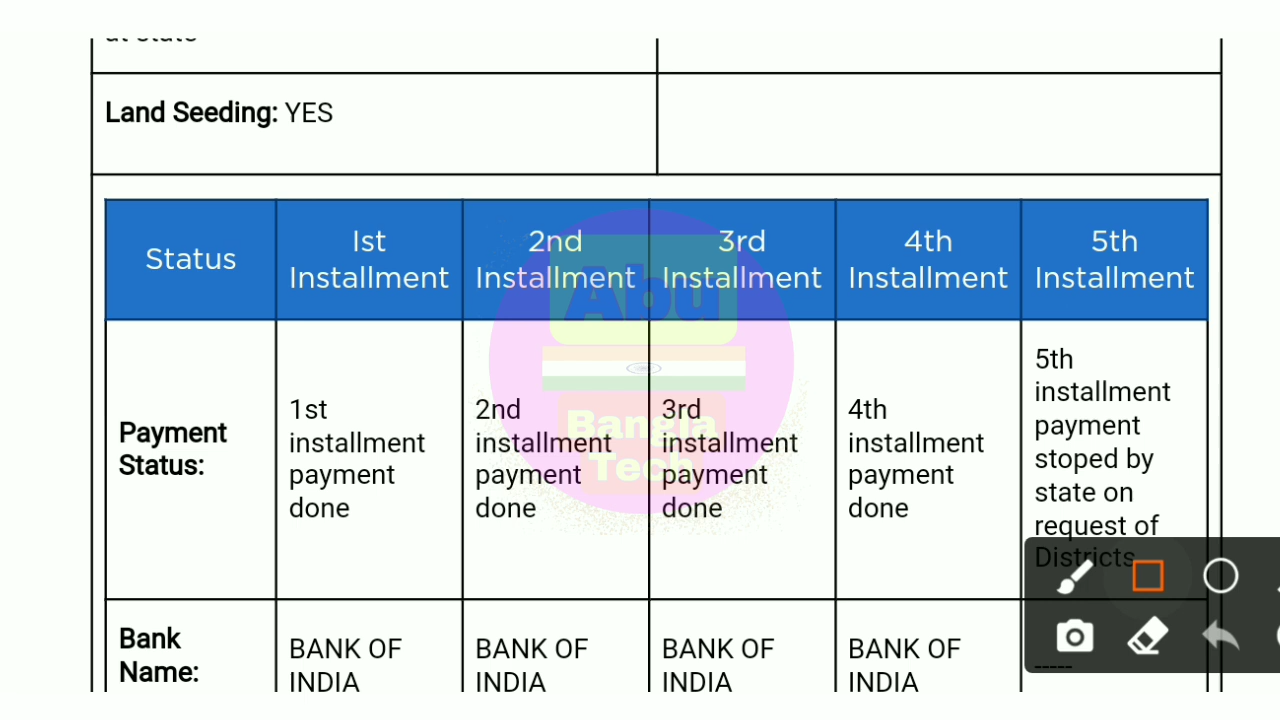 Land Seeding: YES
Status
Ist
Installment
2nd
Installment
3rd
Installment
4th
Installment
5th
Installment
Payment
Status:
1st
installment
payment
done
2nd
installment
payment
done
3rd
installment
payment
done
4th
installment
payment
done
5th
installment
payment
stoped by
state on
request of
Districts
Bank
Name:
BANK OF
INDIA
BANK OF
INDIA
BANK OF
INDIA
BANK OF
INDIA
-----
Abu
Bangla
Tech